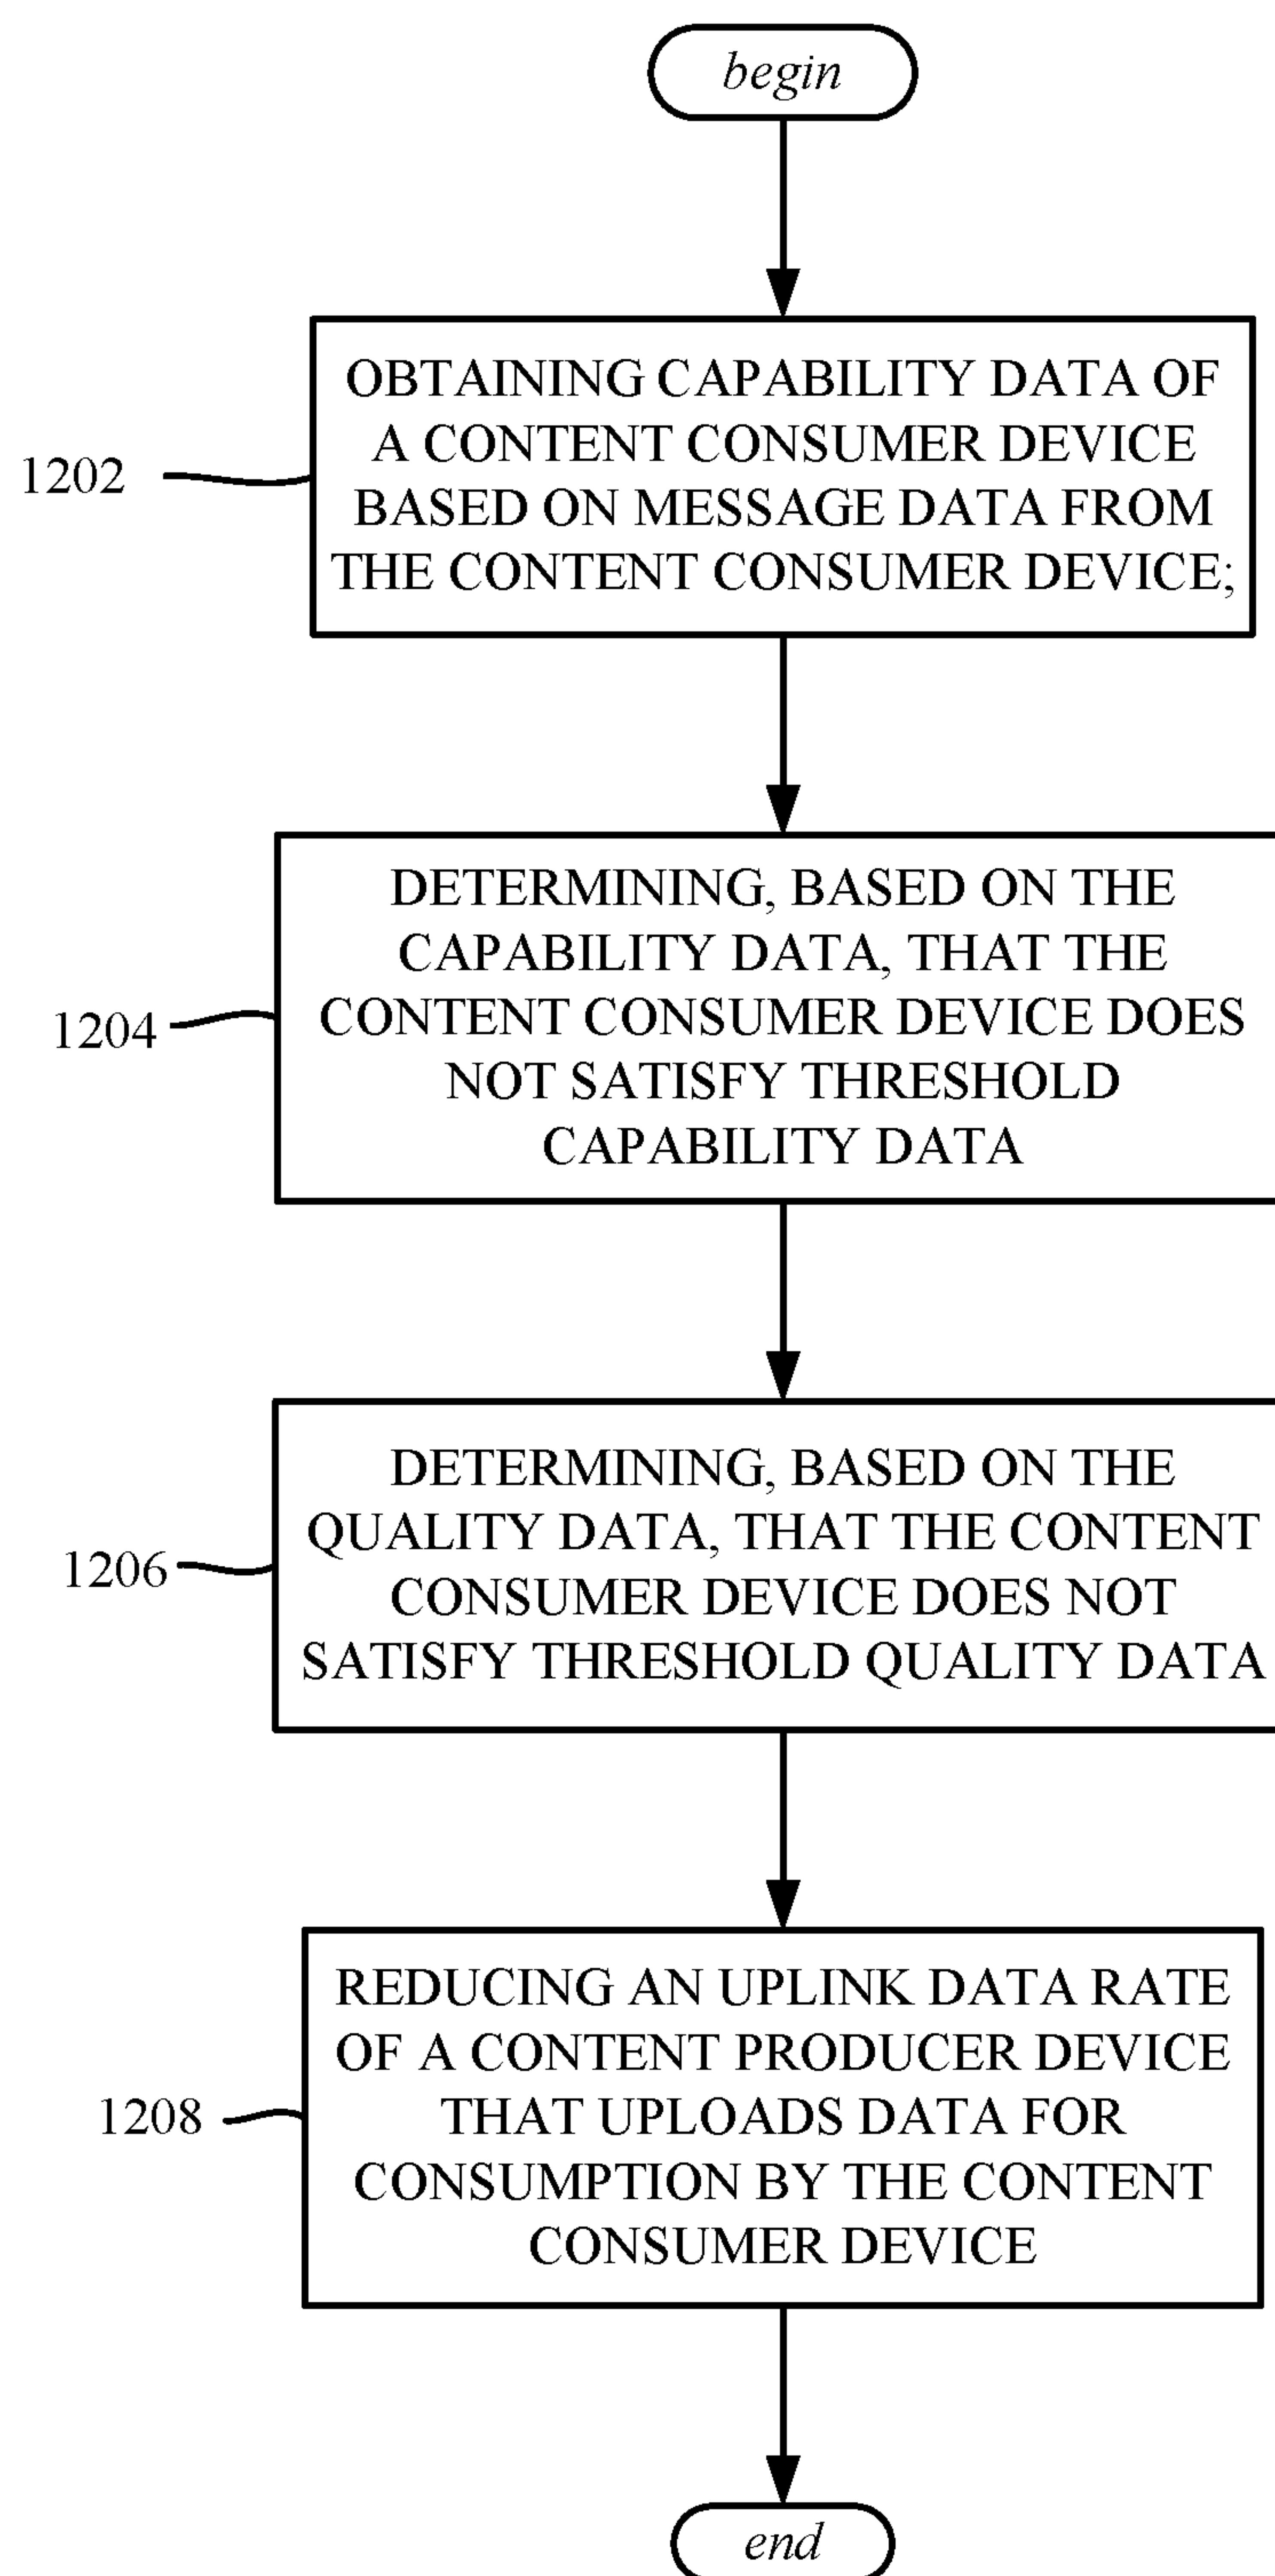 begin
1202
OBTAINING CAPABILITY DATA OF
A CONTENT CONSUMER DEVICE
BASED ON MESSAGE DATA FROM
THE CONTENT CONSUMER DEVICE;
1204
DETERMINING, BASED ON THE
CAPABILITY DATA, THAT THE
CONTENT CONSUMER DEVICE DOES
NOT SATISFY THRESHOLD
CAPABILITY DATA
1206
DETERMINING, BASED ON THE
QUALITY DATA, THAT THE CONTENT
CONSUMER DEVICE DOES NOT
SATISFY THRESHOLD QUALITY DATA
1208
REDUCING AN UPLINK DATA RATE
OF A CONTENT PRODUCER DEVICE
THAT UPLOADS DATA FOR
CONSUMPTION BY THE CONTENT
CONSUMER DEVICE
end